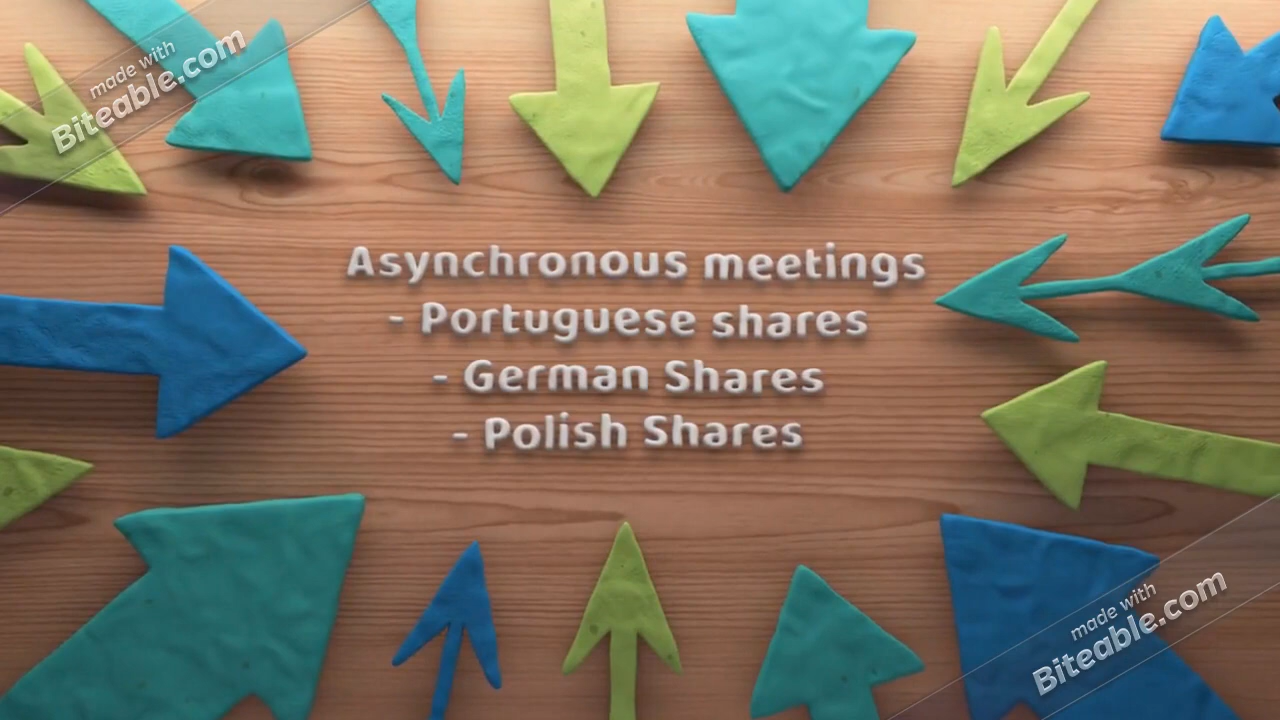 made with
Biteable.com
Asynchronous meetings
- Portuguese shares
- German Shares
- Polish Shares
made with
Biteable.com